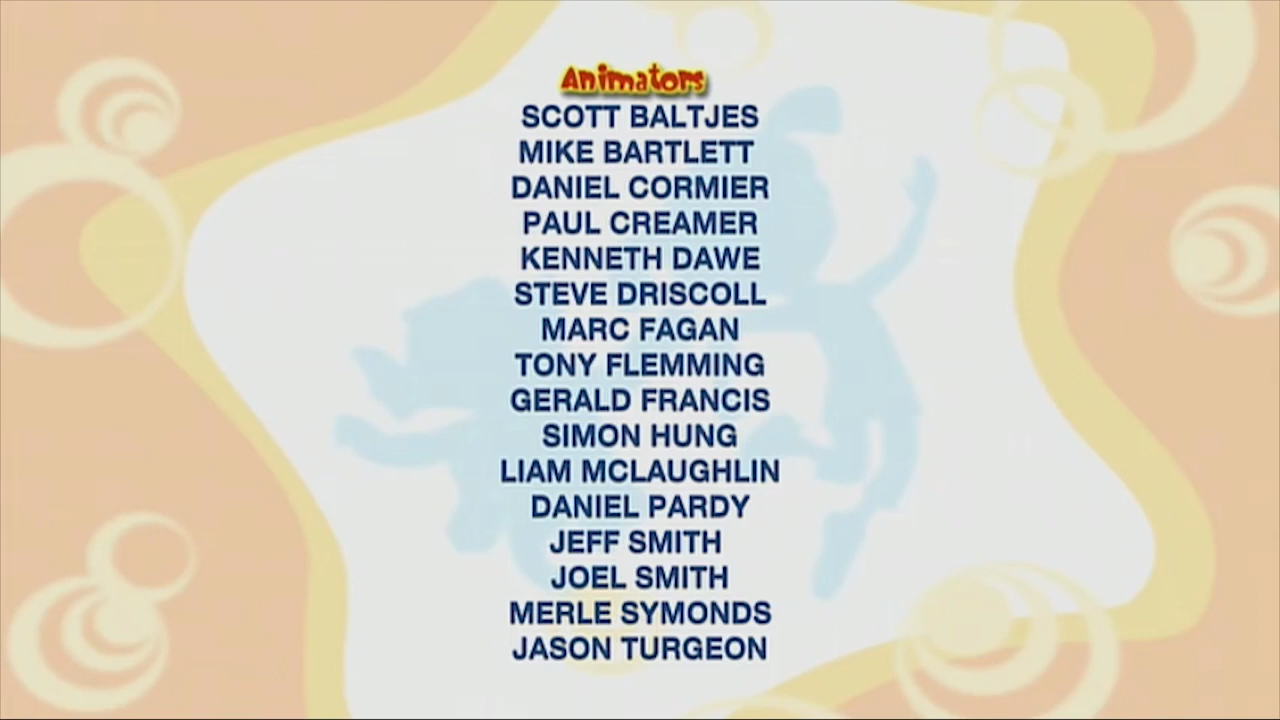 Animators
SCOTT BALTJES
MIKE BARTLETT
DANIEL CORMIER
PAUL CREAMER
KENNETH DAWE
STEVE DRISCOLL
MARC FAGAN
TONY FLEMMING
GERALD FRANCIS
SIMON HUNG
LIAM MCLAUGHLIN
DANIEL PARDY
JEFF SMITH
JOEL SMITH
MERLE SYMONDS
JASON TURGEON